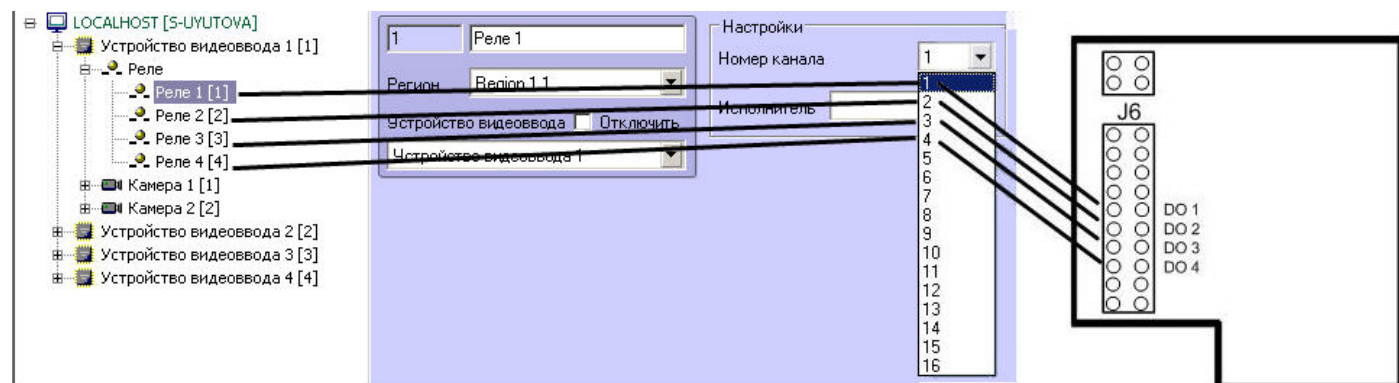 LOCALHOST [S-UYUTOVA]
Устройство видеоввода 1 [1]
Реле
Реле 1 [1]
Реле 2 [2]
Реле 3 [3]
Реле 4 [4]
Камера 1 [1]
Камера 2 [2]
Устройство видеоввода 2 [2]
Устройство видеоввода 3 [3]
Устройство видеоввода 4 [4]
1 Реле 1
Регион Region 1.1
Устройство видеоввода Отключить
Устройство видеоввода 1
Настройки
Номер канала 1
Исполнитель
1
2
3
4
5
6
7
8
9
10
11
12
13
14
15
16
J6
DO 1
DO 2
DO 3
DO 4